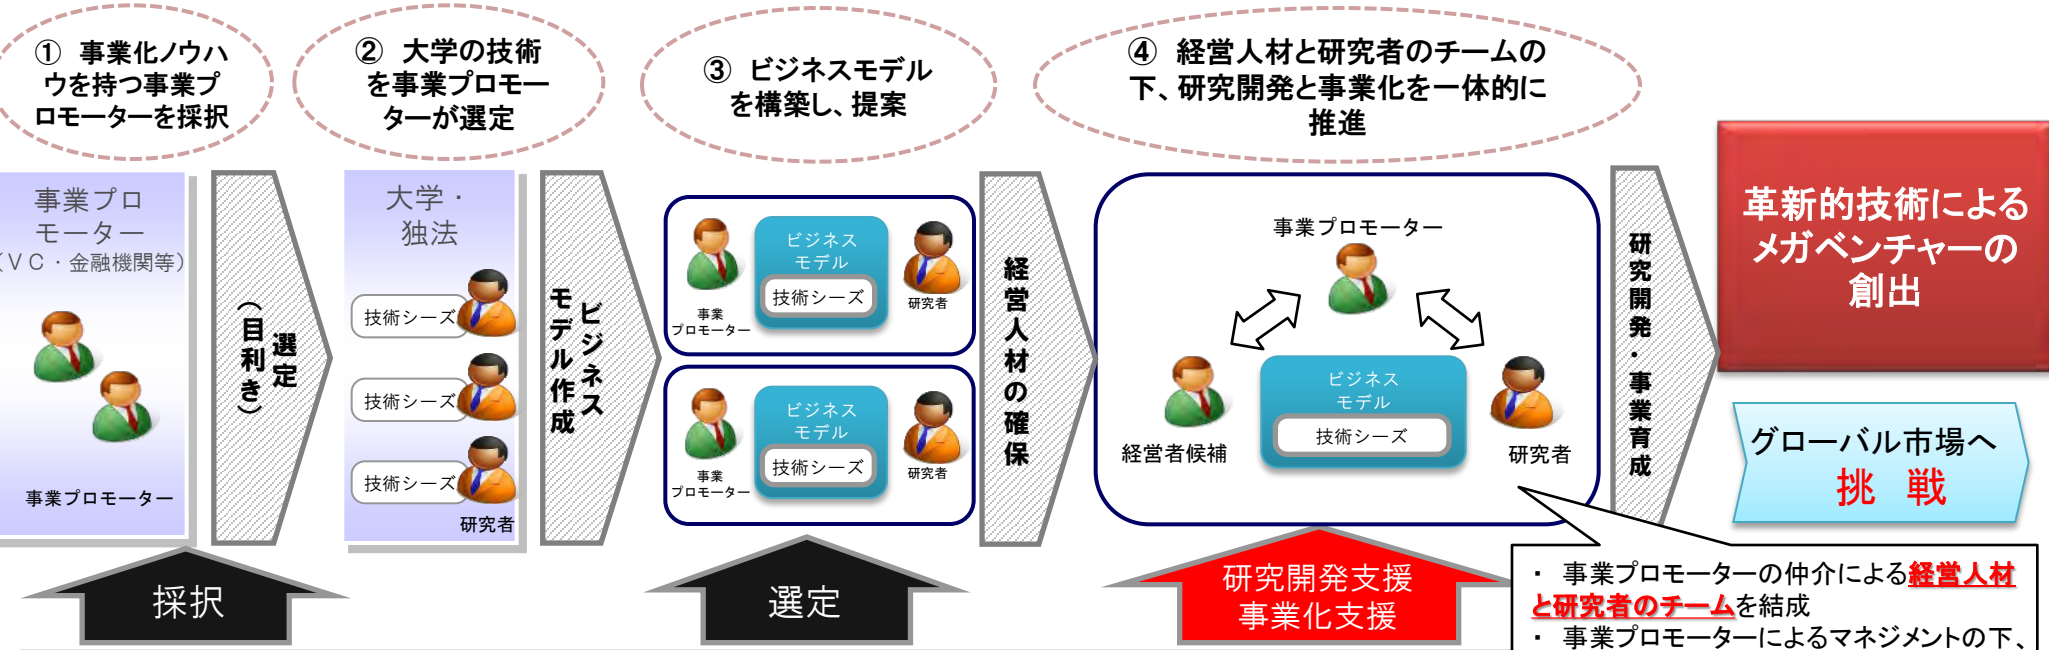 ① 事業化ノウハ
ウを持つ事業プ
ロモーターを採択
② 大学の技術
を事業プロモー
ターが選定
③ ビジネスモデル
を構築し、提案
④ 経営人材と研究者のチームの
下、研究開発と事業化を一体的に
推進
事業プロ
モーター
（ＶＣ・金融機関等）
事業プロモーター
選定
（目利き）
大学・
独法
技術シーズ
技術シーズ
技術シーズ
研究者
ビジネス
モデル作成
事業
プロモーター
ビジネス
モデル
技術シーズ
研究者
事業
プロモーター
ビジネス
モデル
技術シーズ
研究者
経営人材の確保
事業プロモーター
経営者候補
ビジネス
モデル
技術シーズ
研究者
研究開発・事業育成
革新的技術による
メガベンチャーの
創出
グローバル市場へ
挑 戦
採択
選定
研究開発支援
事業化支援
・ 事業プロモーターの仲介による経営人材
と研究者のチームを結成
・ 事業プロモーターによるマネジメントの下、